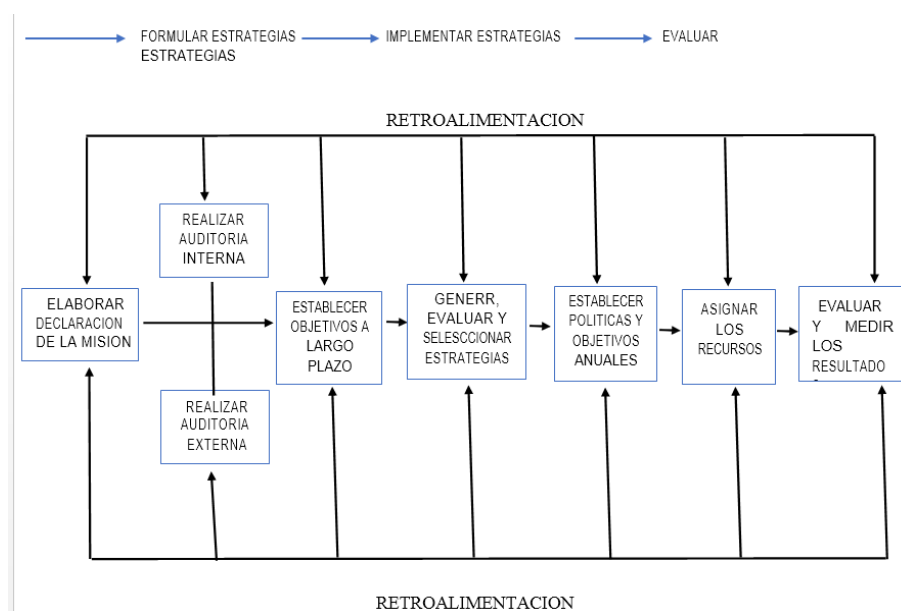 FORMULAR ESTRATEGIAS
ESTRATEGIAS
IMPLEMENTAR ESTRATEGIAS
EVALUAR
RETROALIMENTACION
REALIZAR
AUDITORIA
INTERNA
ELABORAR
DECLARACION
DE LA MISION
REALIZAR
AUDITORIA
EXTERNA
ESTABLECER
OBJETIVOS A
LARGO
PLAZO
GENERR,
EVALUAR Y
SELESCCIONAR
ESTRATEGIAS
ESTABLECER
POLITICAS Y
OBJETIVOS
ANUALES
ASIGNAR
LOS
RECURSOS
EVALUAR
Y MEDIR
LOS
RESULTADO
RETROALIMENTACION